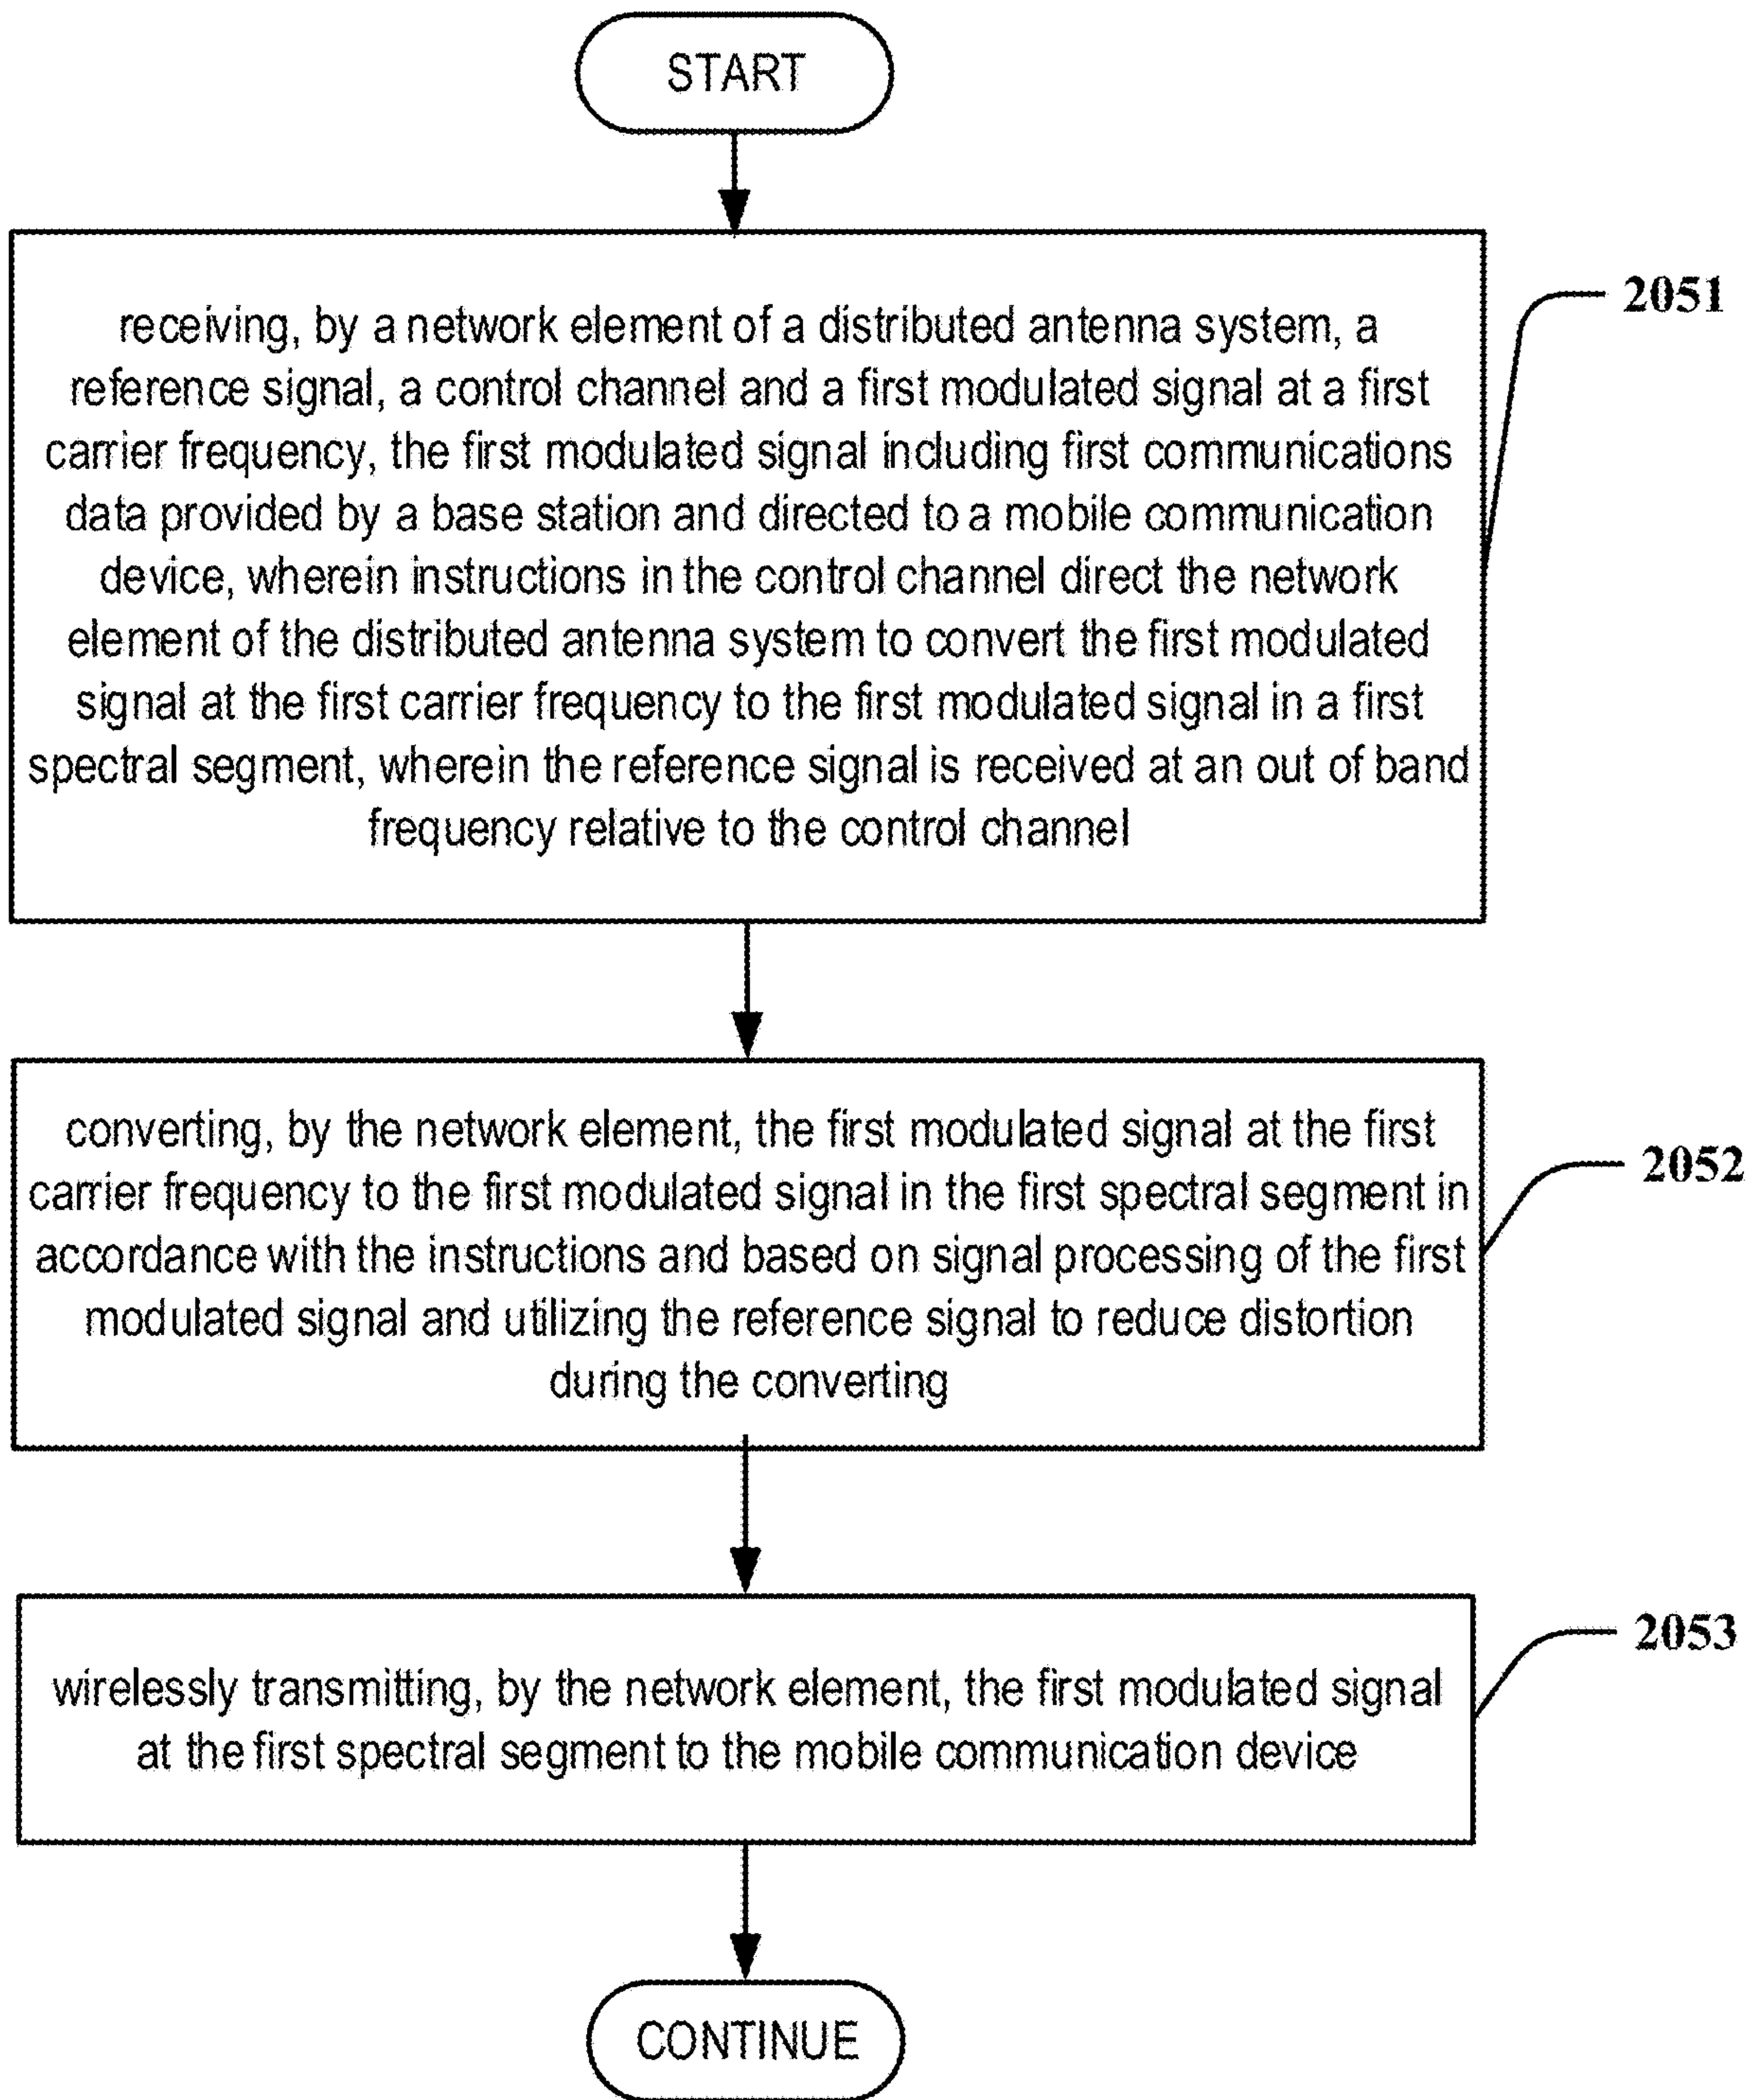 START
receiving, by a network element of a distributed antenna system, a
reference signal, a control channel and a first modulated signal at a first
carrier frequency, the first modulated signal including first communications
data provided by a base station and directed to a mobile communication
device, wherein instructions in the control channel direct the network
element of the distributed antenna system to convert the first modulated
signal at the first carrier frequency to the first modulated signal in a first
spectral segment, wherein the reference signal is received at an out of band
frequency relative to the control channel
2051
converting, by the network element, the first modulated signal at the first
carrier frequency to the first modulated signal in the first spectral segment in
accordance with the instructions and based on signal processing of the first
modulated signal and utilizing the reference signal to reduce distortion
during the converting
2052
wirelessly transmitting, by the network element, the first modulated signal
at the first spectral segment to the mobile communication device
2053
CONTINUE